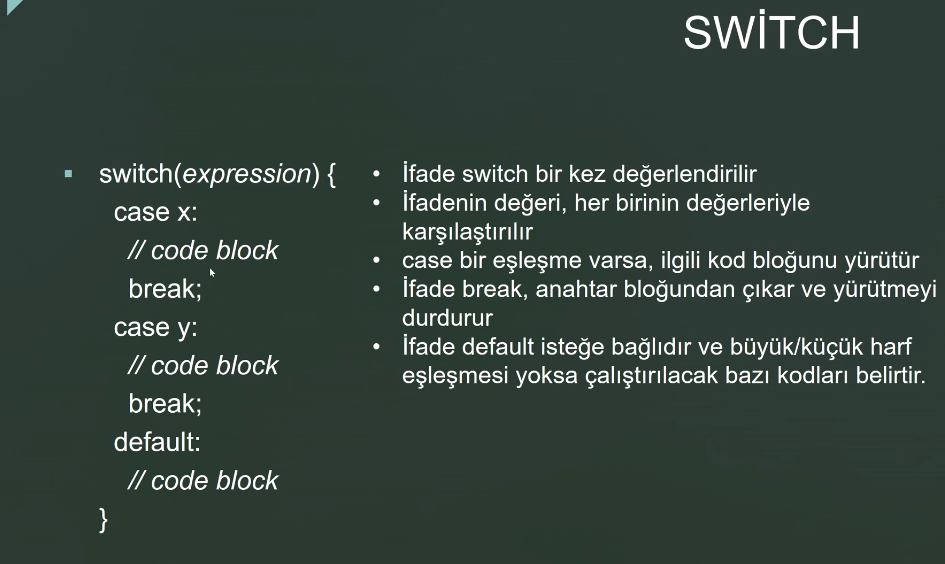 SWİTCH
switch(expression) {
case x:
// code block
break;
case y:
// code block
break;
default:
// code block
}
• İfade switch bir kez değerlendirilir
• İfadenin değeri, her birinin değerleriyle
karşılaştırılır
• case bir eşleşme varsa, ilgili kod bloğunu yürütür
• İfade break, anahtar bloğundan çıkar ve yürütmeyi
durdurur
• İfade default isteğe bağlıdır ve büyük/küçük harf
eşleşmesi yoksa çalıştırılacak bazı kodları belirtir.